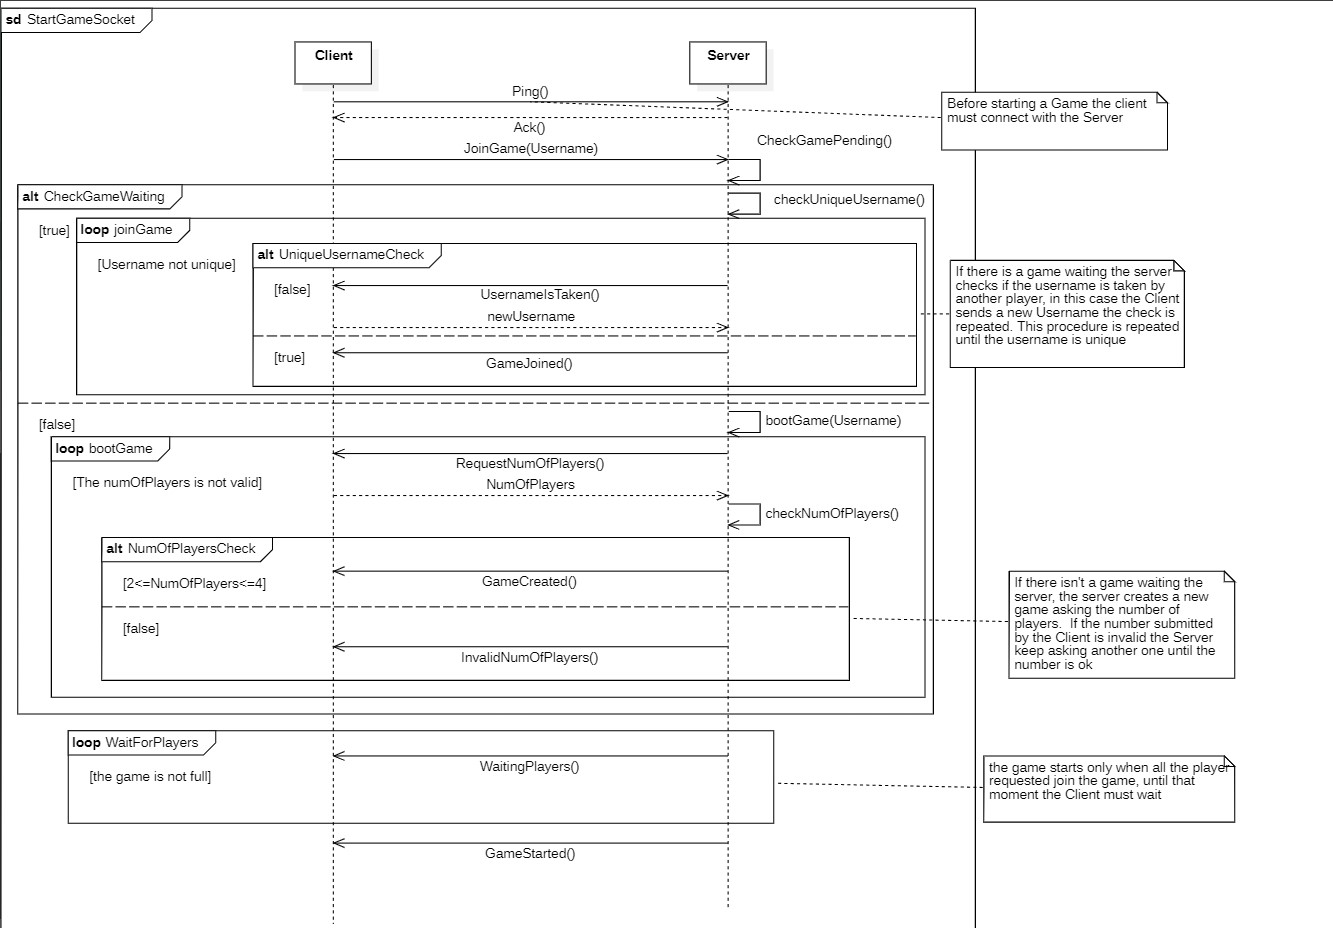 sd StartGameSocket
Client
Server
Ping()
Before starting a Game the client
must connect with the Server
Ack()
CheckGamePending()
JoinGame(Username)
alt CheckGameWaiting
checkUniqueUsername()
[true]
loop joinGame
[Username not unique]
alt UniqueUsernameCheck
If there is a game waiting the server
checks if the username is taken by
another player, in this case the Client
sends a new Username the check is
repeated. This procedure is repeated
until the username is unique
[false]
UsernameIsTaken()
newUsername
[true]
GameJoined()
[false]
bootGame(Username)
loop bootGame
RequestNumOfPlayers()
[The numOfPlayers is not valid]
NumOfPlayers
checkNumOfPlayers()
alt NumOfPlayersCheck
[2<=NumOfPlayers<=4]
GameCreated()
If there isn't a game waiting the
server, the server creates a new
game asking the number of
players.  If the number submitted
by the Client is invalid the Server
keep asking another one until the
number is ok
[false]
InvalidNumOfPlayers()
loop WaitForPlayers
WaitingPlayers()
[the game is not full]
the game starts only when all the player
requested join the game, until that
moment the Client must wait
GameStarted()